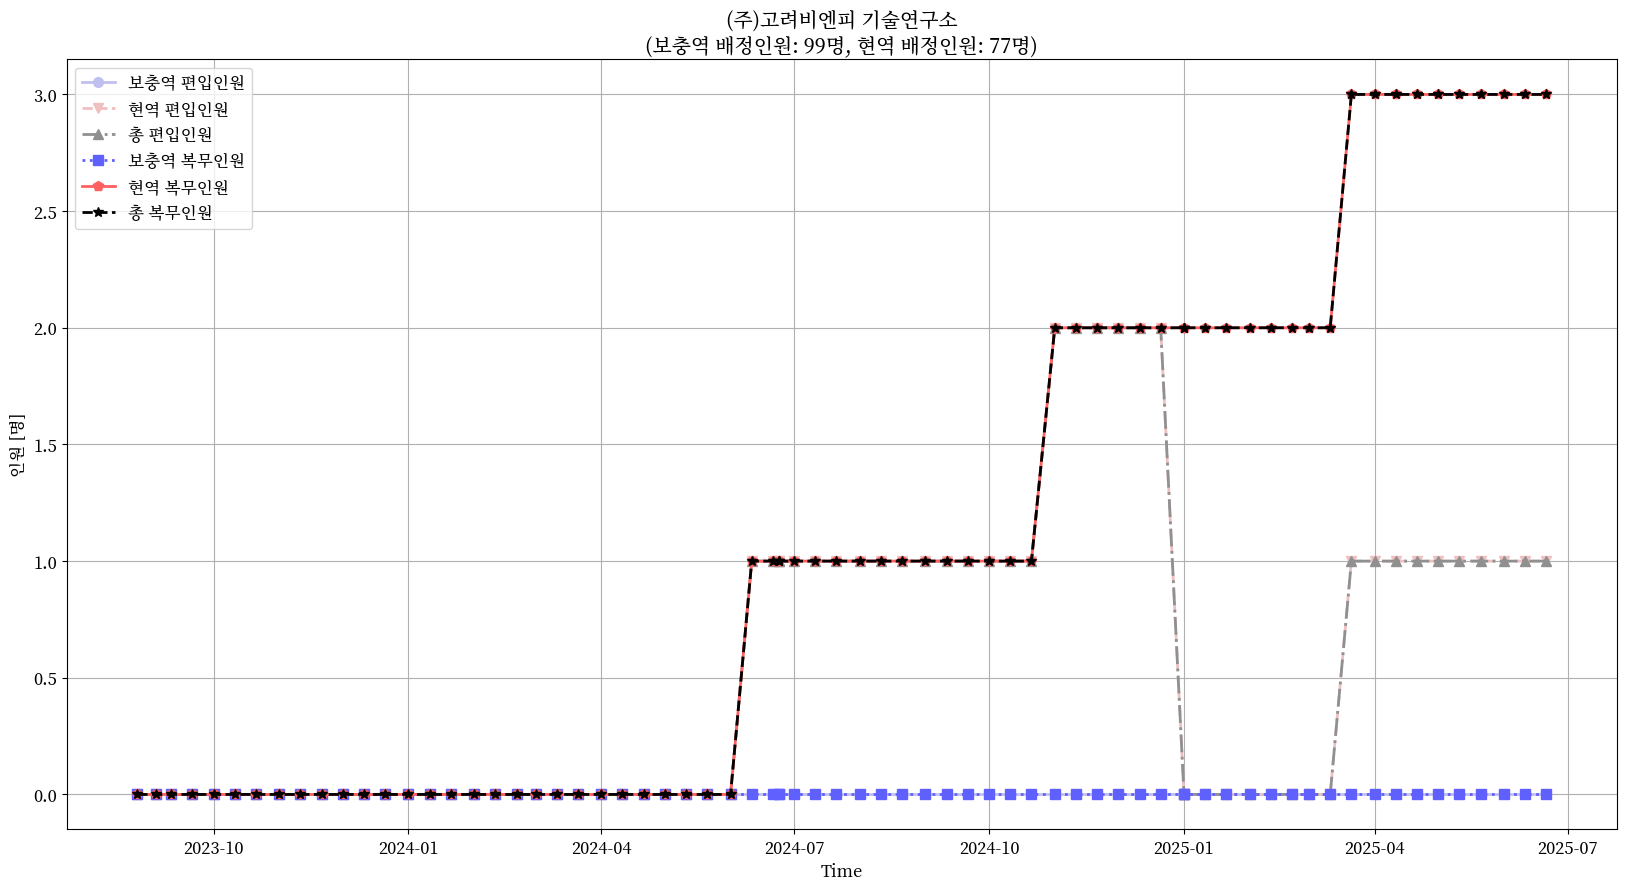 (주)고려비엔피 기술연구소
(보충역 배정인원: 99명, 현역 배정인원: 77명)
보충역 편입인원
현역 편입인원
총 편입인원
보충역 복무인원
현역 복무인원
총 복무인원
3.0
2.5
2.0
1.5
1.0
0.5
0.0
인원 [명]
2023-10
2024-01
2024-04
2024-07
2024-10
2025-01
2025-04
2025-07
Time